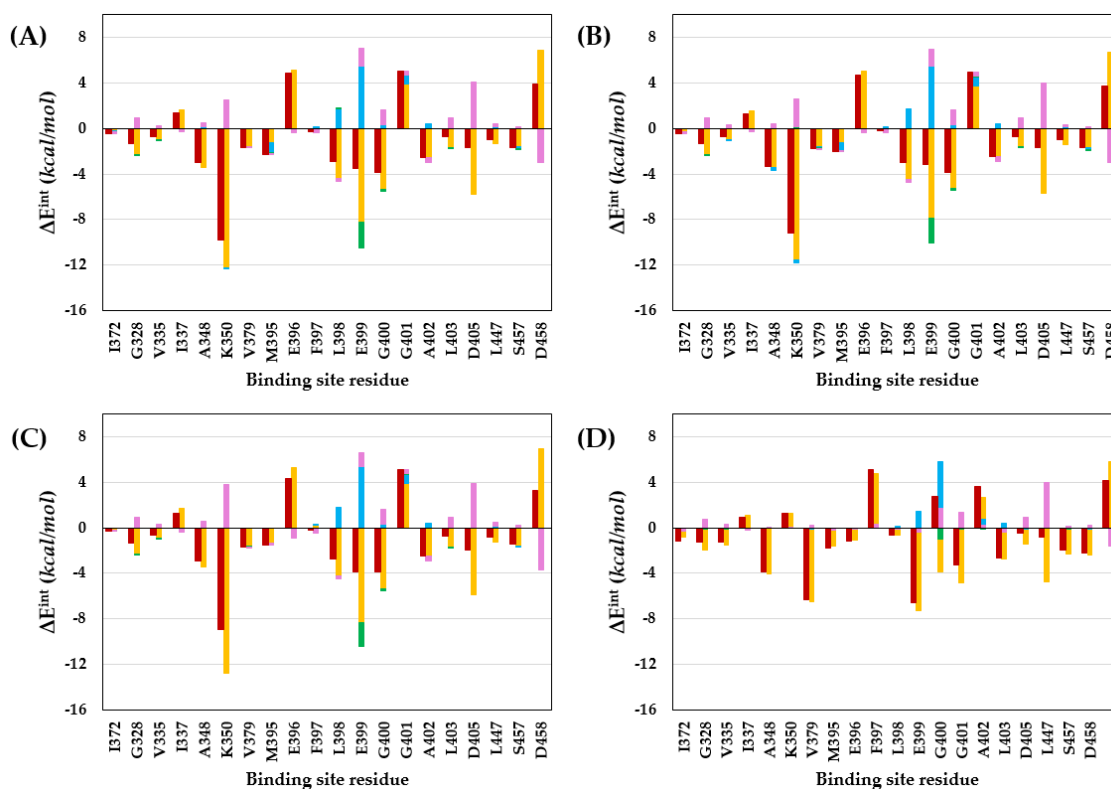 (A)
8
4
0
-4
-8
-12
-16
ΔE^int (kcal/mol)
I372
G328
V335
I337
A348
K350
V379
M395
E396
F397
L398
E399
G400
G401
A402
L403
D405
L447
S457
D458
Binding site residue
(B)
8
4
0
-4
-8
-12
-16
ΔE^int (kcal/mol)
I372
G328
V335
I337
A348
K350
V379
M395
E396
F397
L398
E399
G400
G401
A402
L403
D405
L447
S457
D458
Binding site residue
(C)
8
4
0
-4
-8
-12
-16
ΔE^int (kcal/mol)
I372
G328
V335
I337
A348
K350
V379
M395
E396
F397
L398
E399
G400
G401
A402
L403
D405
L447
S457
D458
Binding site residue
(D)
8
4
0
-4
-8
-12
-16
ΔE^int (kcal/mol)
I372
G328
V335
I337
A348
K350
V379
M395
E396
F397
L398
E399
G400
G401
A402
L403
D405
L447
S457
D458
Binding site residue